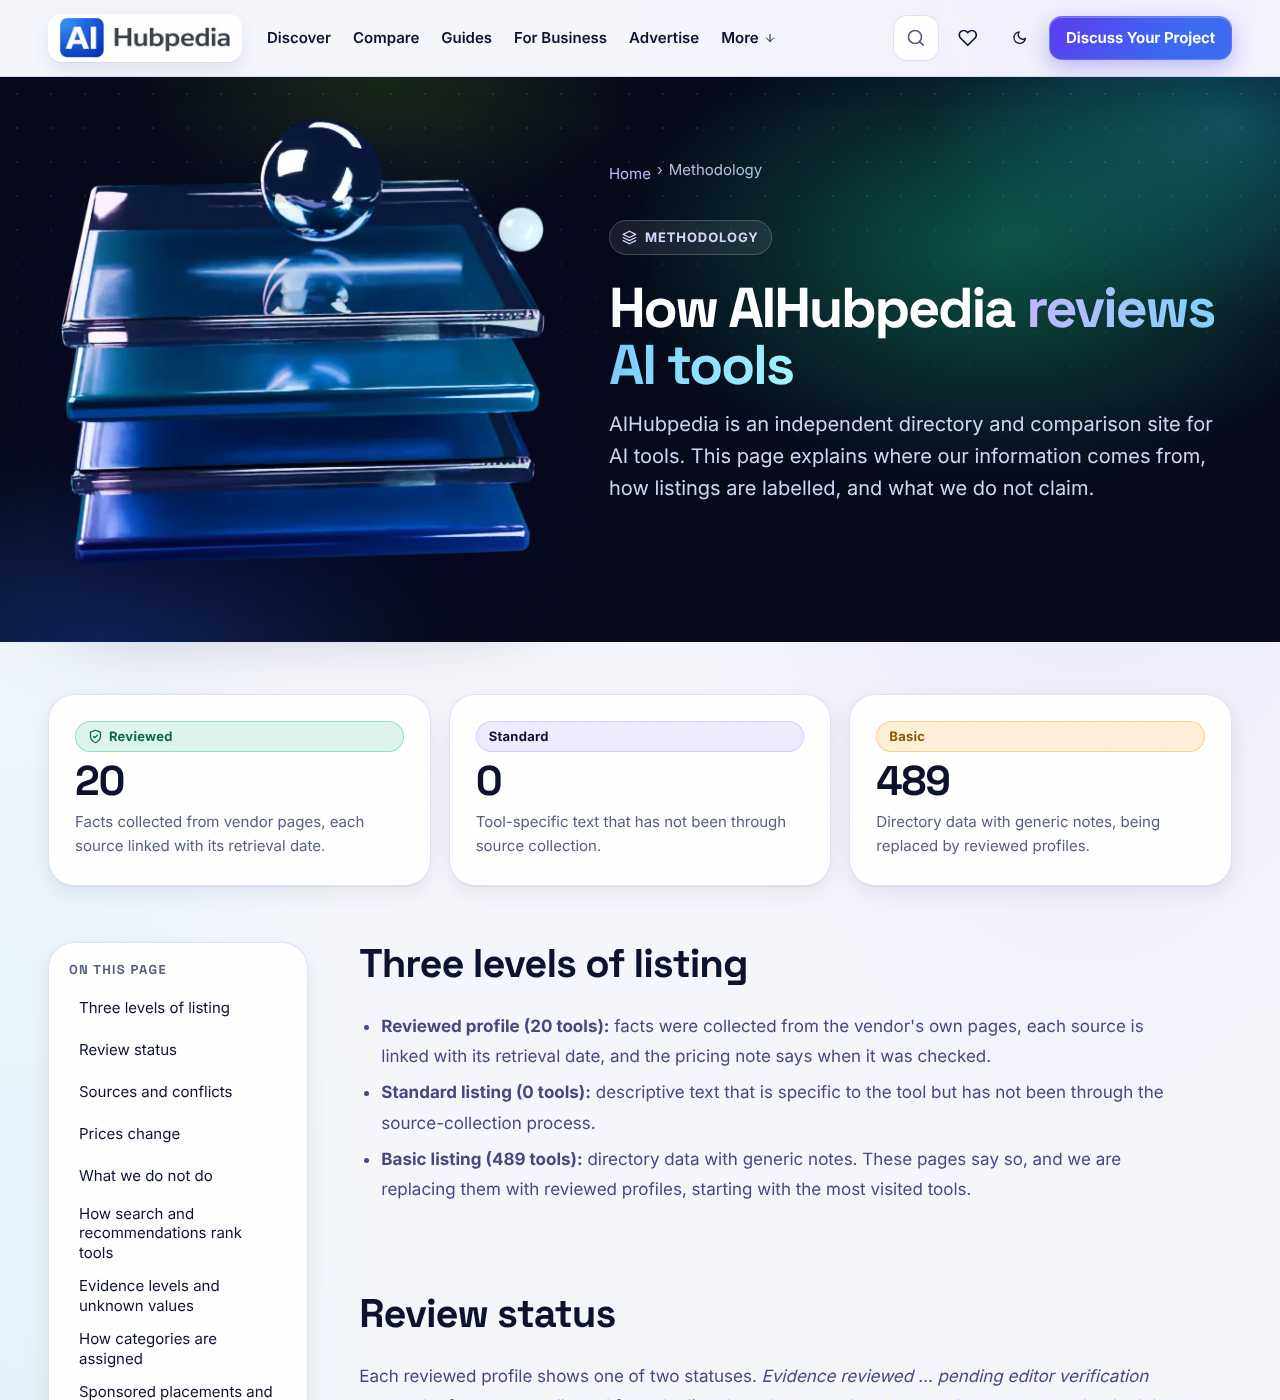 AI Hubpedia
Discover
Compare
Guides
For Business
Advertise
More
Discuss Your Project
Home › Methodology
METHODOLOGY
How AIHubpedia reviews
AI tools
AIHubpedia is an independent directory and comparison site for
AI tools. This page explains where our information comes from,
how listings are labelled, and what we do not claim.
Reviewed
20
Facts collected from vendor pages, each
source linked with its retrieval date.
Standard
0
Tool-specific text that has not been through
source collection.
Basic
489
Directory data with generic notes, being
replaced by reviewed profiles.
ON THIS PAGE
Three levels of listing
Review status
Sources and conflicts
Prices change
What we do not do
How search and
recommendations rank
tools
Evidence levels and
unknown values
How categories are
assigned
Sponsored placements and
Three levels of listing
• Reviewed profile (20 tools): facts were collected from the vendor's own pages, each source is
linked with its retrieval date, and the pricing note says when it was checked.
• Standard listing (0 tools): descriptive text that is specific to the tool but has not been through the
source-collection process.
• Basic listing (489 tools): directory data with generic notes. These pages say so, and we are
replacing them with reviewed profiles, starting with the most visited tools.
Review status
Each reviewed profile shows one of two statuses. Evidence reviewed ... pending editor verification